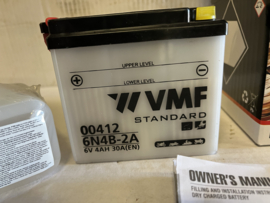 UPPER LEVEL
LOWER LEVEL
VMF
STANDARD
00412
6N4B-2A
6V 4AH 30A(EN)
OWNER'S MANU
FILLING AND INSTALLATION INSTR
DRY CHARGED BATTERY